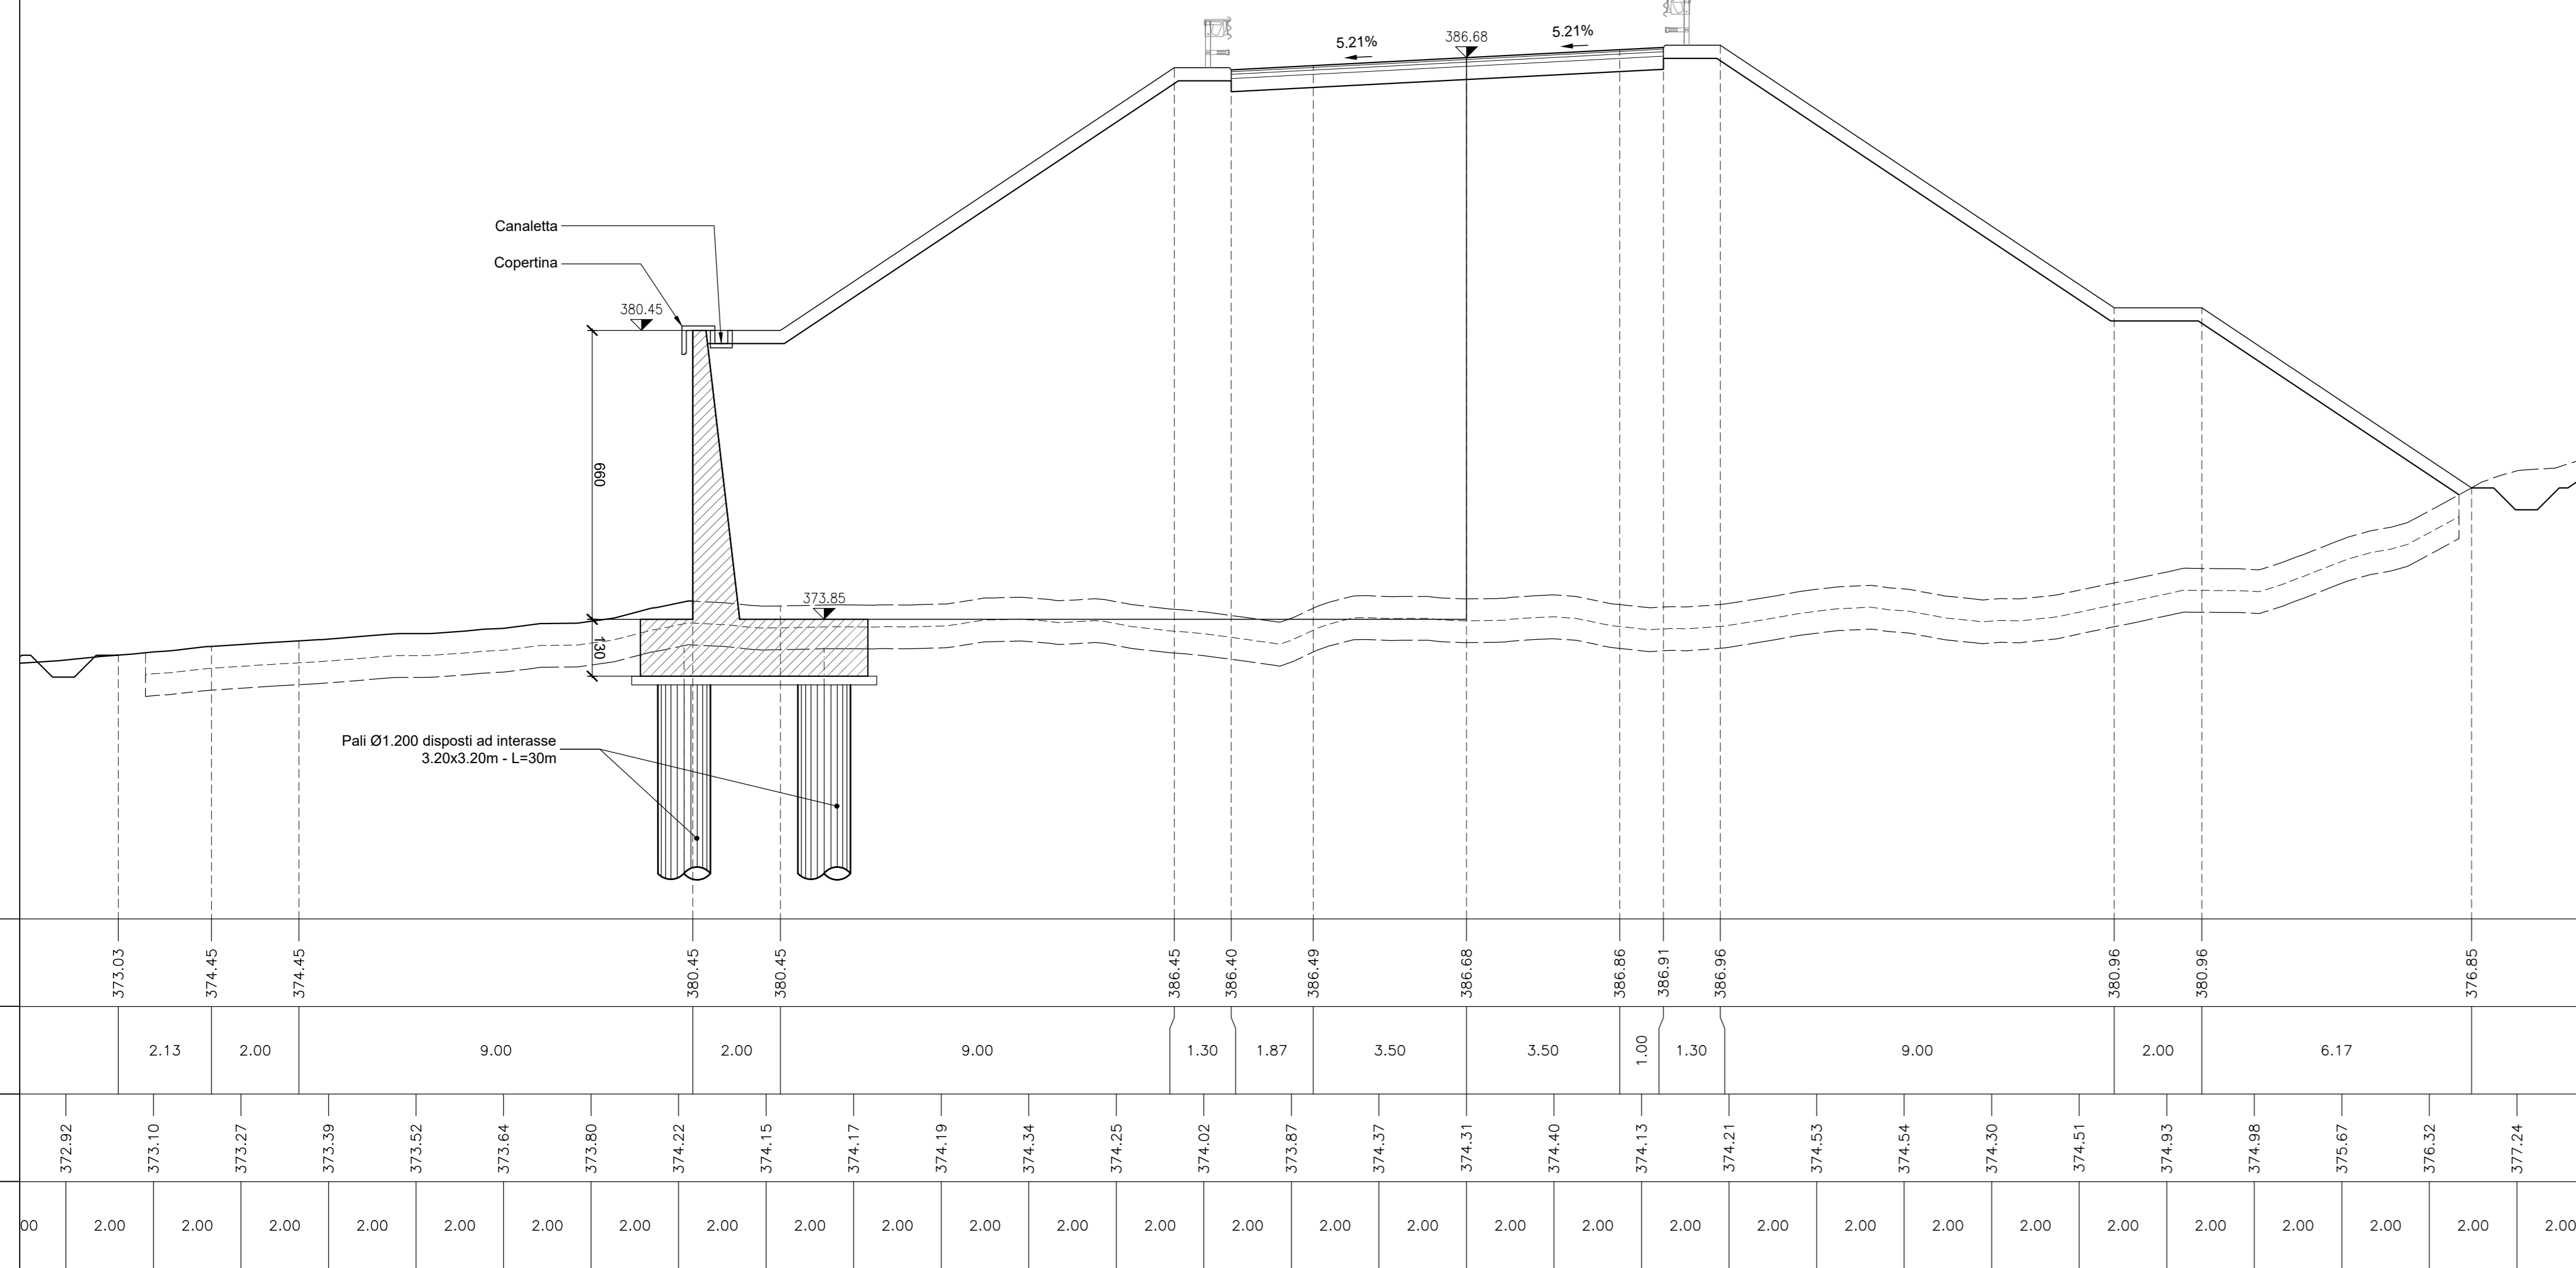 5.21%
386.68
5.21%
Canaletta
Copertina
380.45
660
373.85
130
Pali Ø1.200 disposti ad interasse
3.20x3.20m - L=30m
373.03 374.45 374.45 380.45 380.45 386.45 386.40 386.49 386.68 386.86 386.91 386.96 380.96 380.96 376.85
2.13 2.00 9.00 2.00 9.00 1.30 1.87 3.50 3.50 1.00 1.30 9.00 2.00 6.17
372.92 373.10 373.27 373.39 373.52 373.64 373.80 374.22 374.15 374.17 374.19 374.34 374.25 374.02 373.87 374.37 374.31 374.40 374.13 374.21 374.53 374.54 374.30 374.51 374.93 374.98 375.67 376.32 377.24
00 2.00 2.00 2.00 2.00 2.00 2.00 2.00 2.00 2.00 2.00 2.00 2.00 2.00 2.00 2.00 2.00 2.00 2.00 2.00 2.00 2.00 2.00 2.00 2.00 2.00 2.00 2.00 2.00 2.00